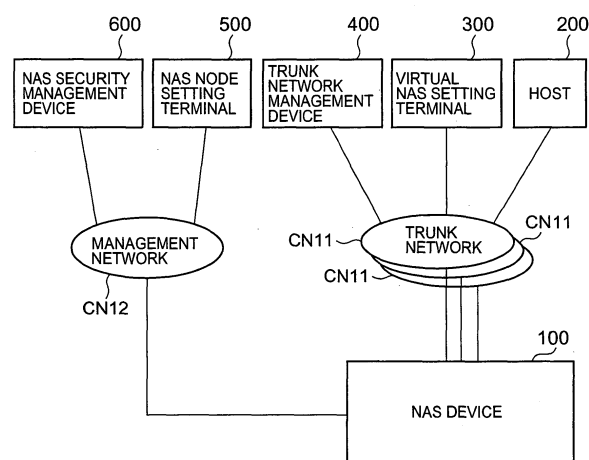 600
500
400
300
200
NAS SECURITY
MANAGEMENT
DEVICE
NAS NODE
SETTING
TERMINAL
TRUNK
NETWORK
MANAGEMENT
DEVICE
VIRTUAL
NAS SETTING
TERMINAL
HOST
MANAGEMENT
NETWORK
CN12
CN11
TRUNK
NETWORK
CN11
CN11
100
NAS DEVICE